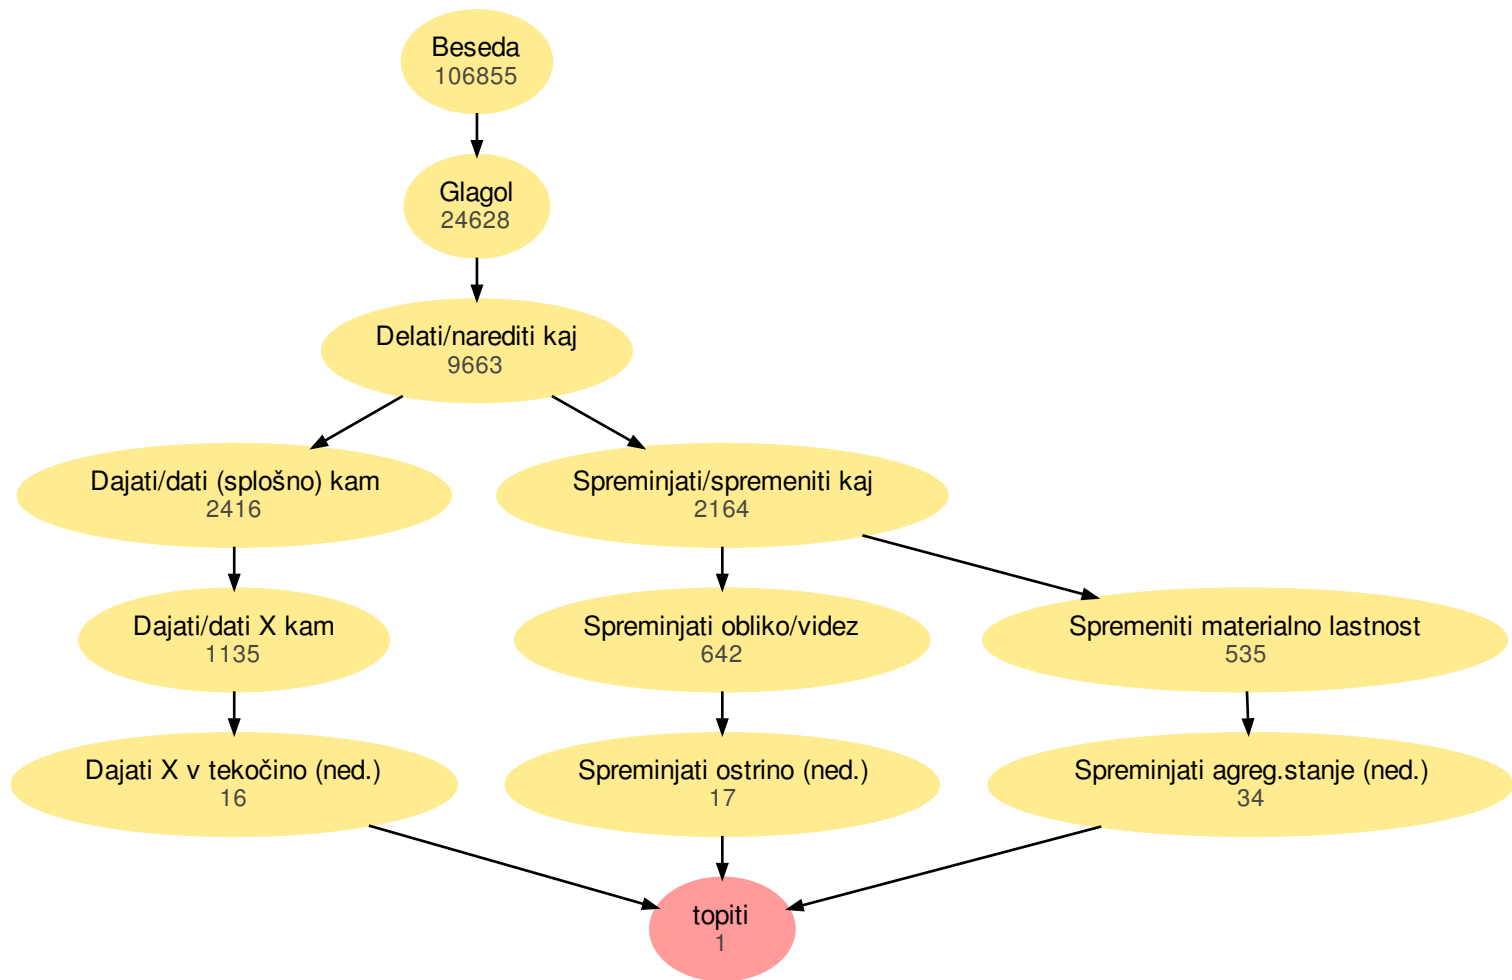 Beseda
106855
Glagol
24628
Delati/narediti kaj
9663
Dajati/dati (splošno) kam
2416
Spreminjati/spremeniti kaj
2164
Dajati/dati X kam
1135
Spreminjati obliko/videz
642
Spremeniti materialno lastnost
535
Dajati X v tekočino (ned.)
16
Spreminjati ostrino (ned.)
17
Spreminjati agreg.stanje (ned.)
34
topiti
1